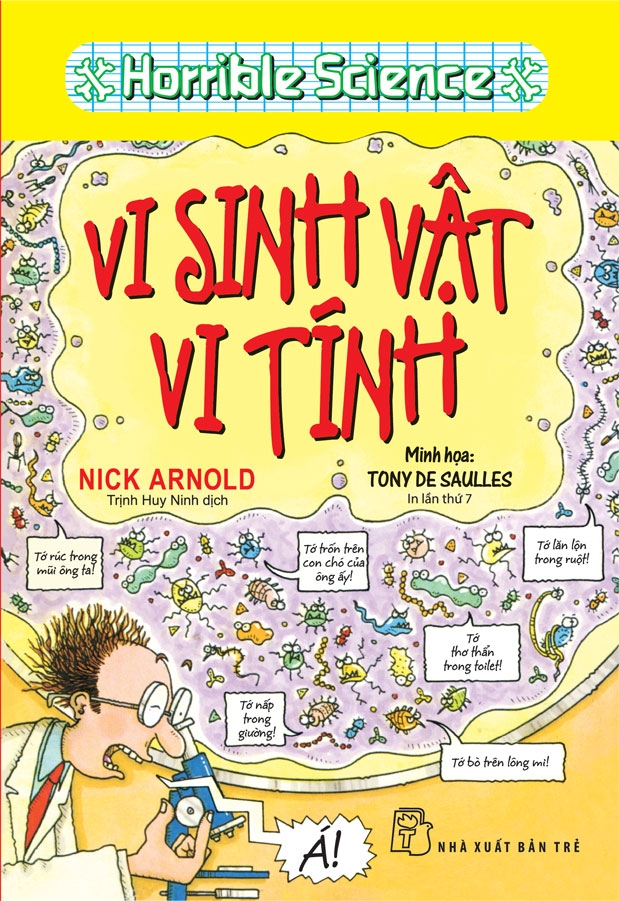 Horrible Science
VI SINH VẬT
VI TÍNH
NICK ARNOLD
Trịnh Huy Ninh dịch
Minh họa:
TONY DE SAULLES
In lần thứ 7
Tớ rúc trong
mũi ông ta!
Tớ trốn trên
con chó của
ông ấy!
Tớ lăn lộn
trong ruột!
Tớ
thơ thẩn
trong toilet!
Tớ nấp
trong
giường!
Tớ bò trên lông mi!
Á!
NHÀ XUẤT BẢN TRẺ